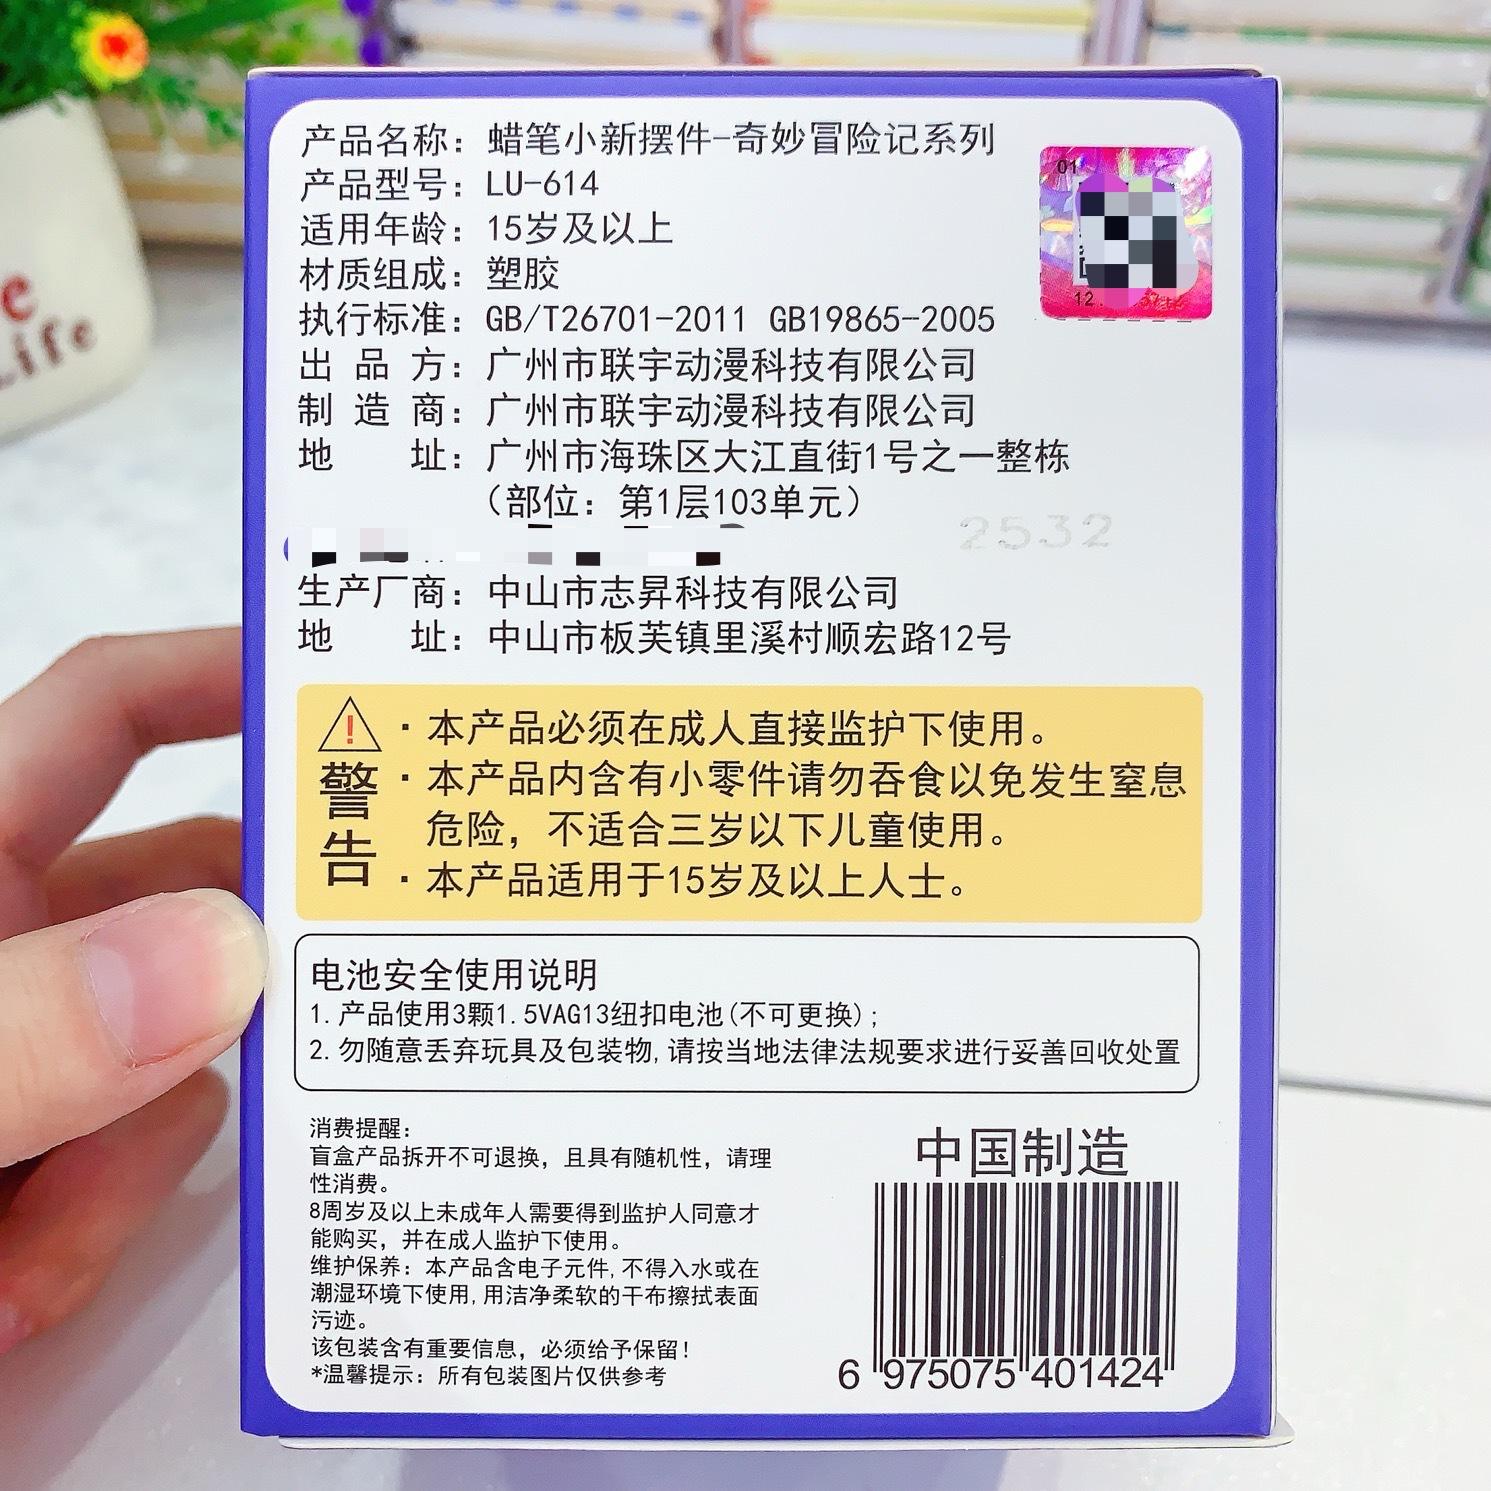 产品名称：蜡笔小新摆件-奇妙冒险记系列
产品型号：LU-614
适用年龄：15岁及以上
材质组成：塑胶
执行标准：GB/T26701-2011 GB19865-2005
出品方：广州市联宇动漫科技有限公司
制造商：广州市联宇动漫科技有限公司
地址：广州市海珠区大江直街1号之一整栋
（部位：第1层103单元）
2532
生产厂商：中山市志昇科技有限公司
地址：中山市板芙镇里溪村顺宏路12号
01
12
警告
·本产品必须在成人直接监护下使用。
·本产品内含有小零件请勿吞食以免发生窒息
危险，不适合三岁以下儿童使用。
·本产品适用于15岁及以上人士。
电池安全使用说明
1.产品使用3颗1.5VAG13纽扣电池(不可更换);
2.勿随意丢弃玩具及包装物,请按当地法律法规要求进行妥善回收处置
消费提醒：
盲盒产品拆开不可退换，且具有随机性，请理
性消费。
8周岁及以上未成年人需要得到监护人同意才
能购买，并在成人监护下使用。
维护保养：本产品含电子元件,不得入水或在
潮湿环境下使用,用洁净柔软的干布擦拭表面
污迹。
该包装含有重要信息，必须给予保留！
*温馨提示：所有包装图片仅供参考
中国制造
6 975075 401424
ife